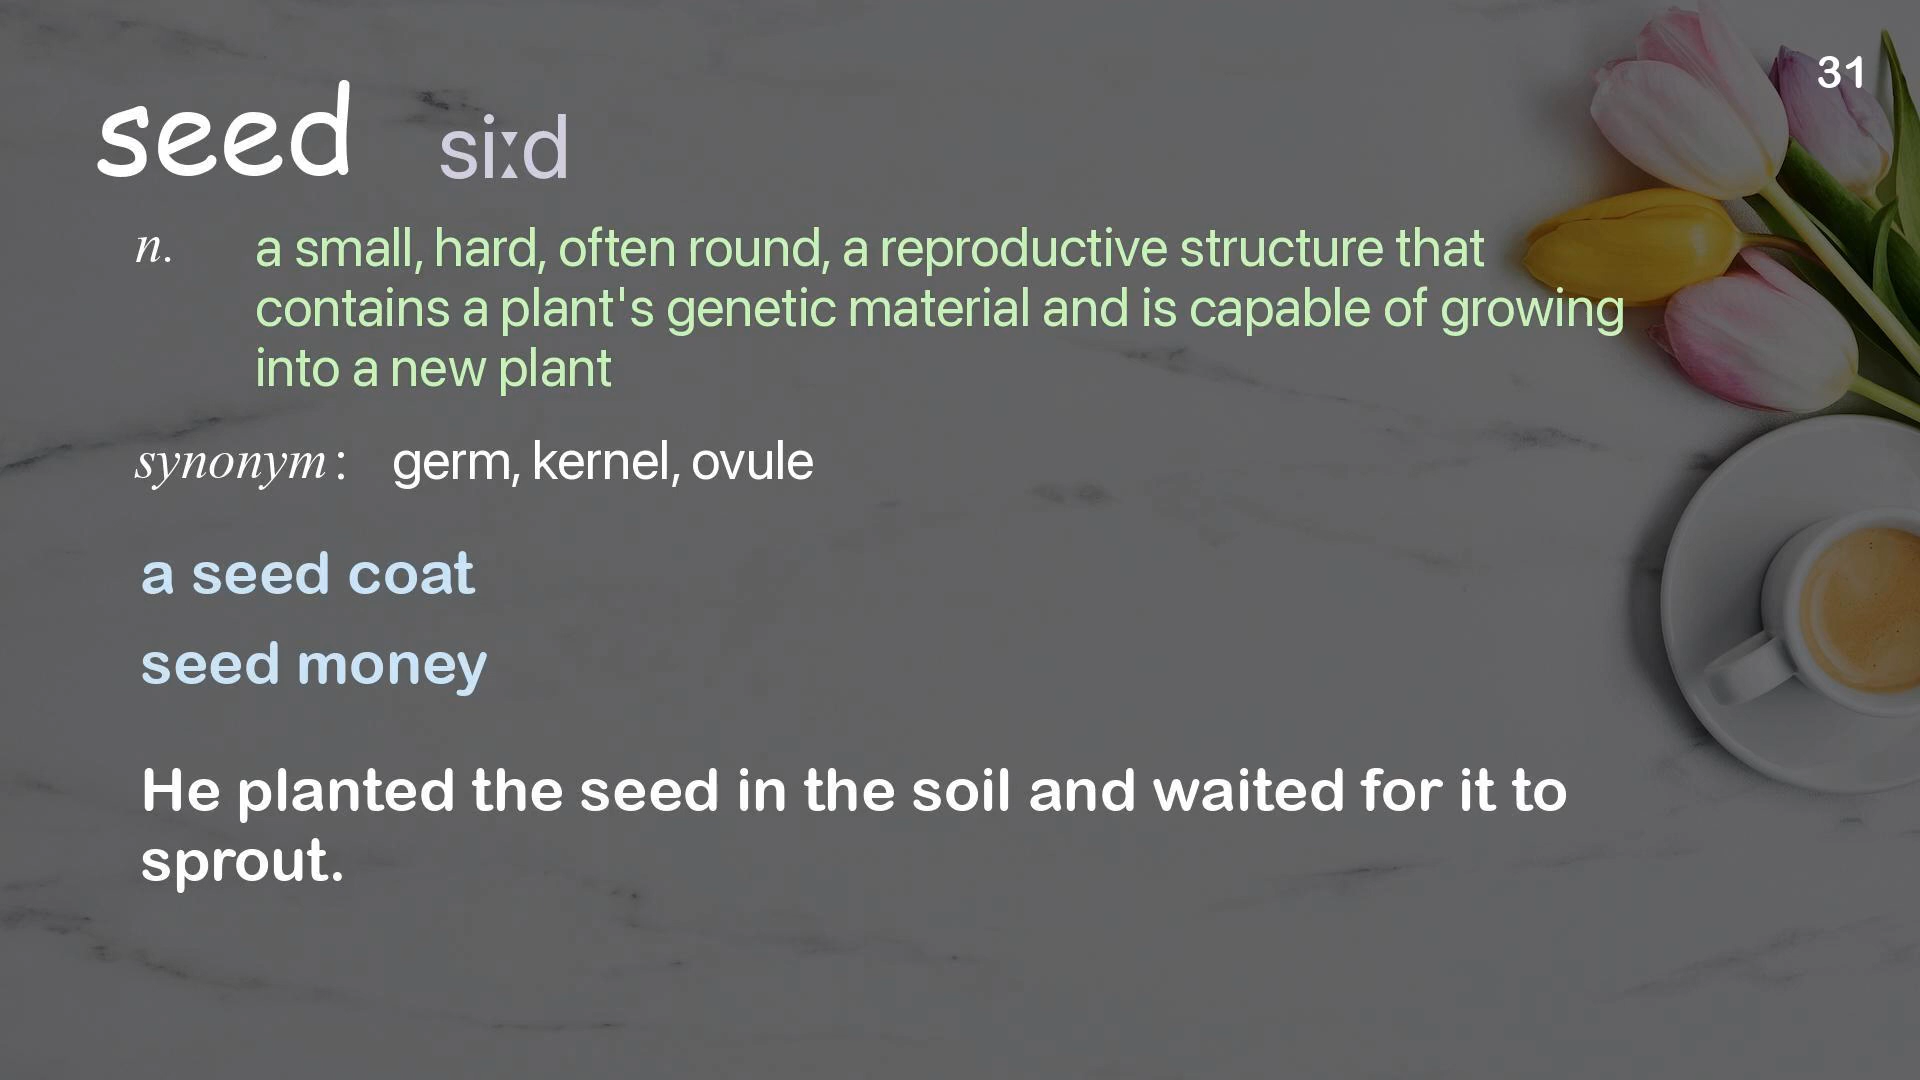 31
seed siːd
n. a small, hard, often round, a reproductive structure that
contains a plant's genetic material and is capable of growing
into a new plant
synonym: germ, kernel, ovule
a seed coat
seed money
He planted the seed in the soil and waited for it to
sprout.